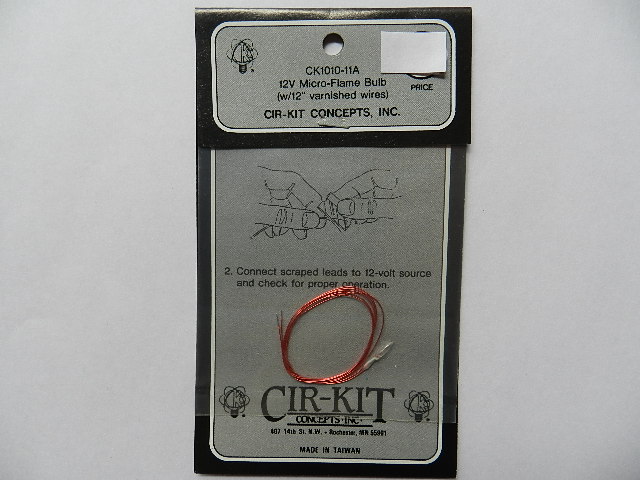 CK1010-11A
12V Micro-Flame Bulb
(w/12" varnished wires)
PRICE
CIR-KIT CONCEPTS, INC.
2. Connect scraped leads to 12-volt source
and check for proper operation.
CIR-KIT
CONCEPTS·INC.
407 14th St. N.W. - Rochester, MN 55901
MADE IN TAIWAN